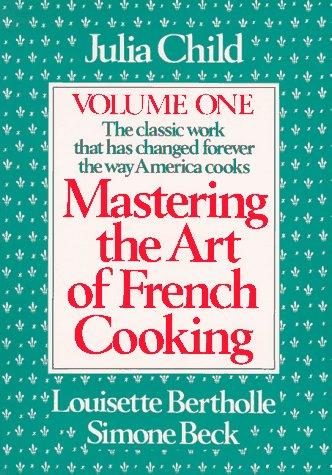 Julia Child
VOLUME ONE
The classic work
that has changed forever
the way America cooks
Mastering
the Art
of French
Cooking
Louisette Bertholle
Simone Beck